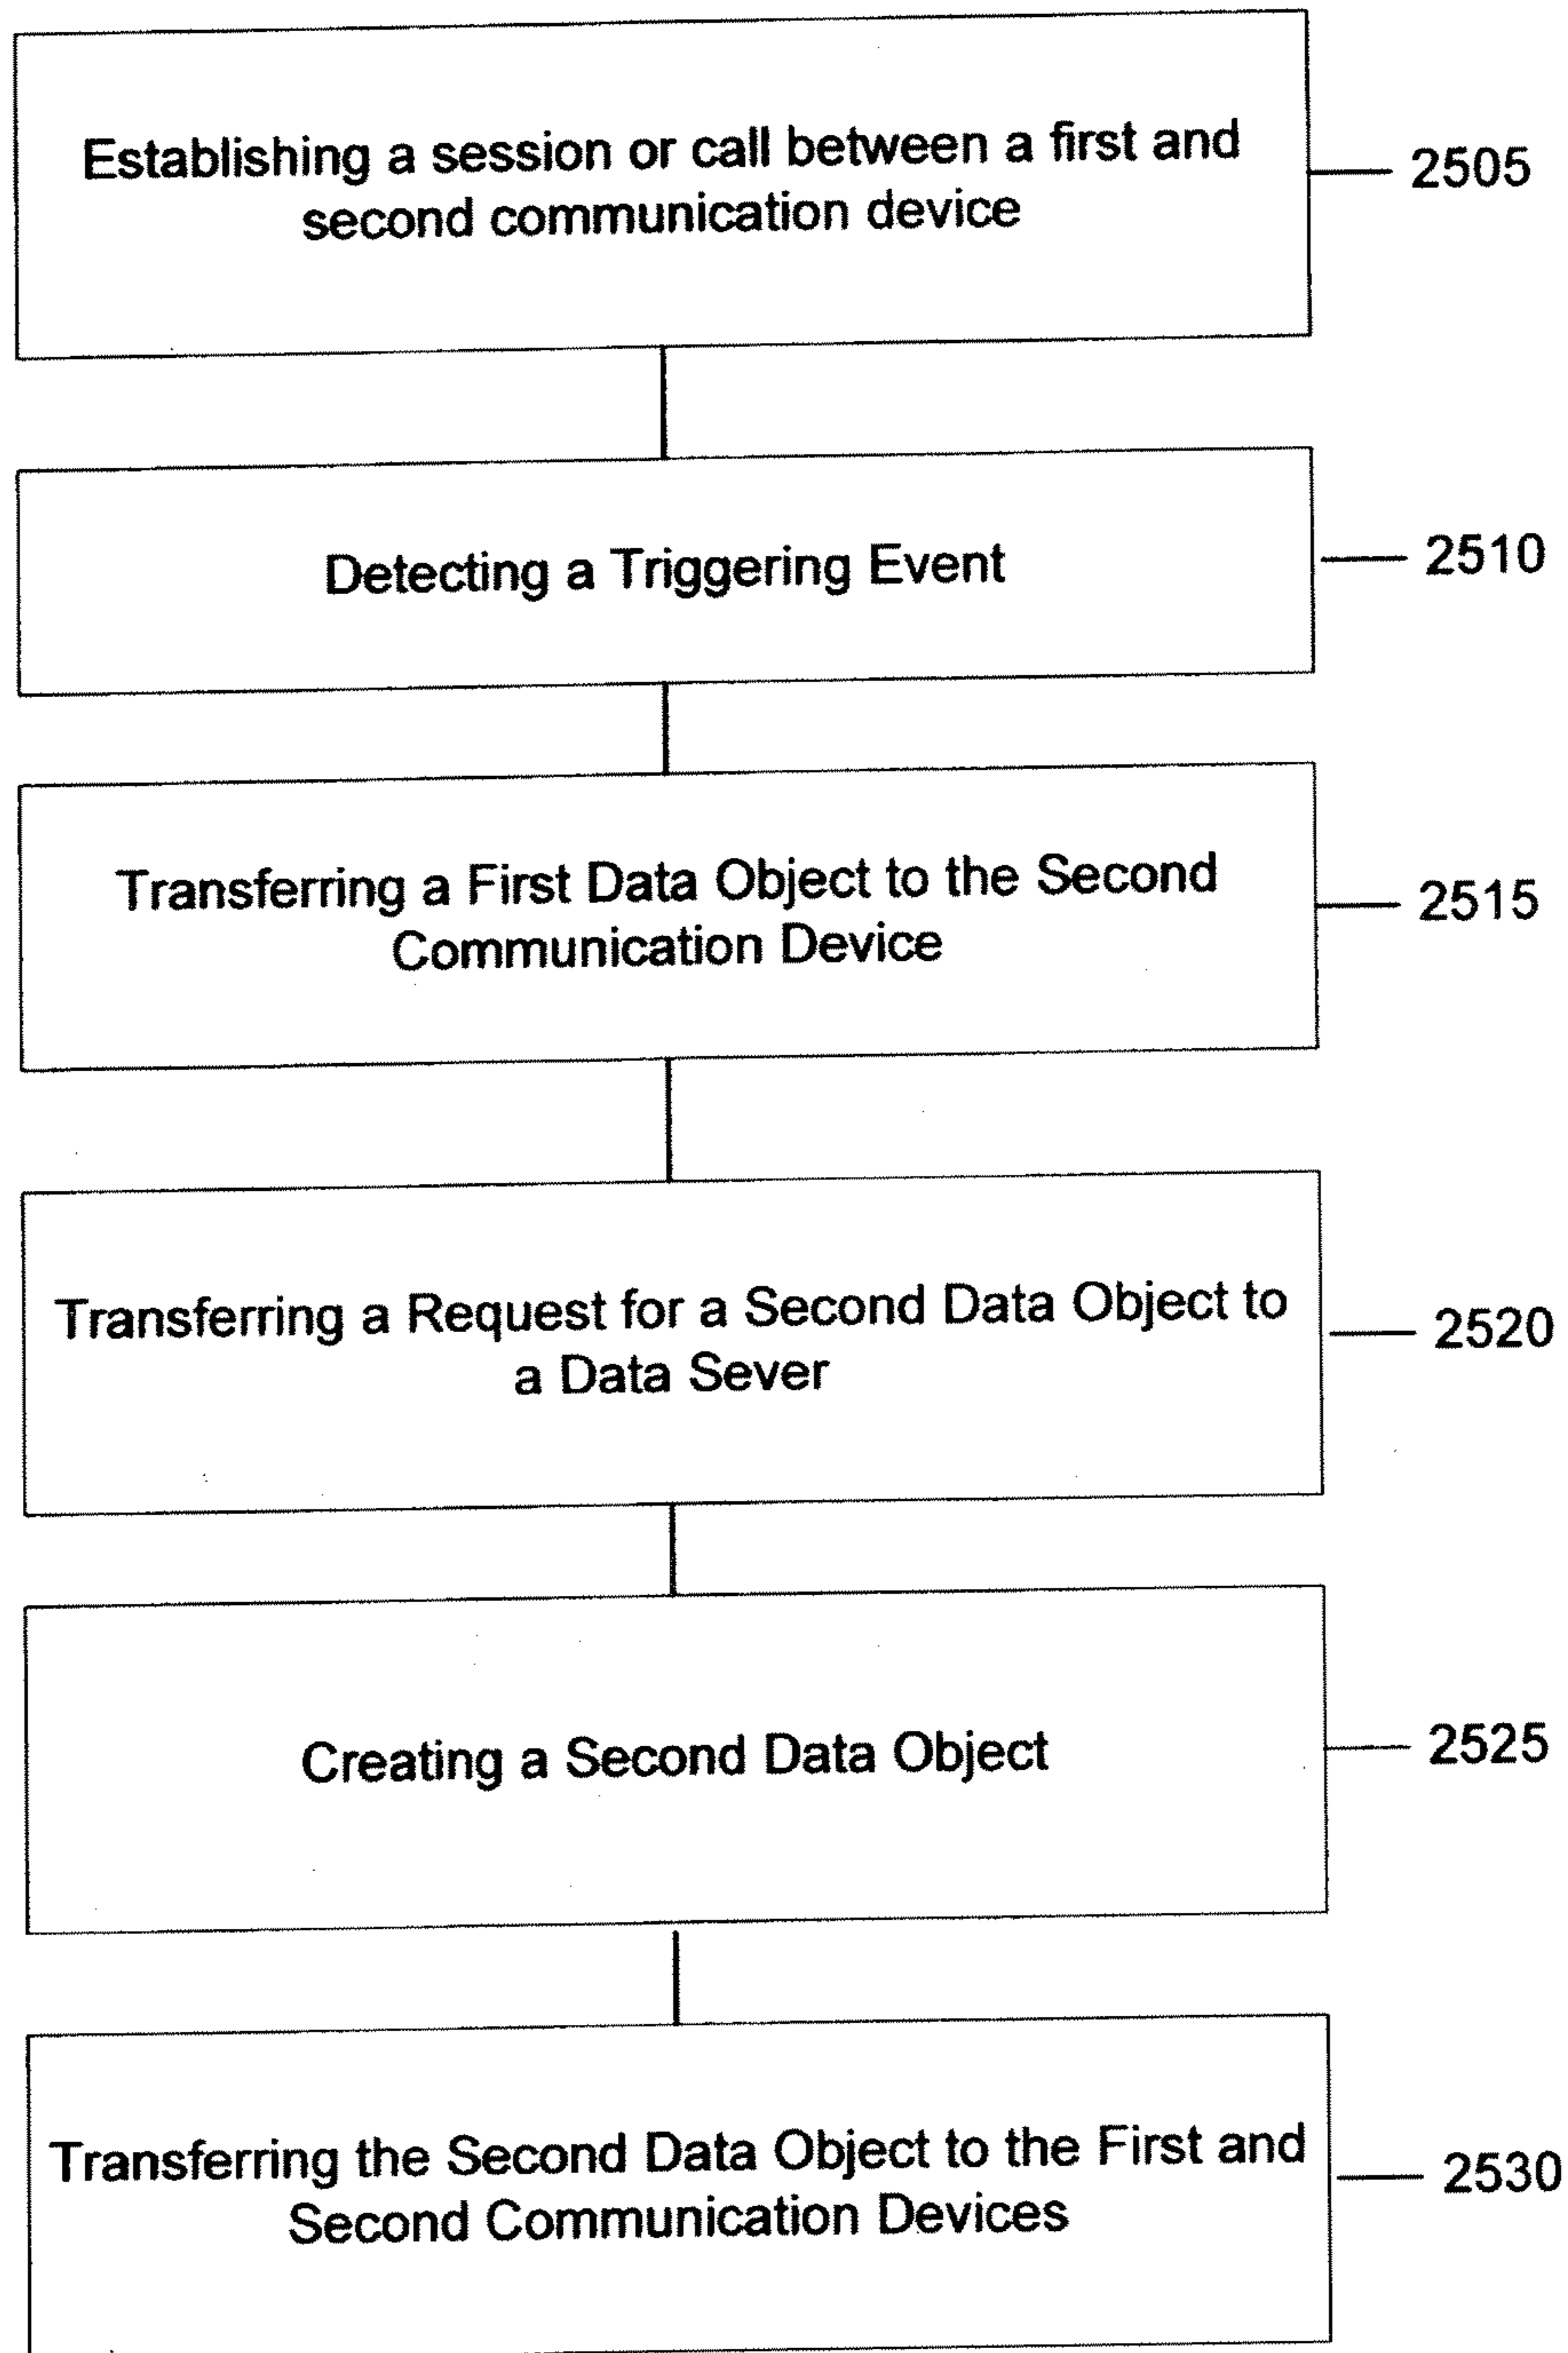 Establishing a session or call between a first and
second communication device
2505
Detecting a Triggering Event
2510
Transferring a First Data Object to the Second
Communication Device
2515
Transferring a Request for a Second Data Object to
a Data Sever
2520
Creating a Second Data Object
2525
Transferring the Second Data Object to the First and
Second Communication Devices
2530